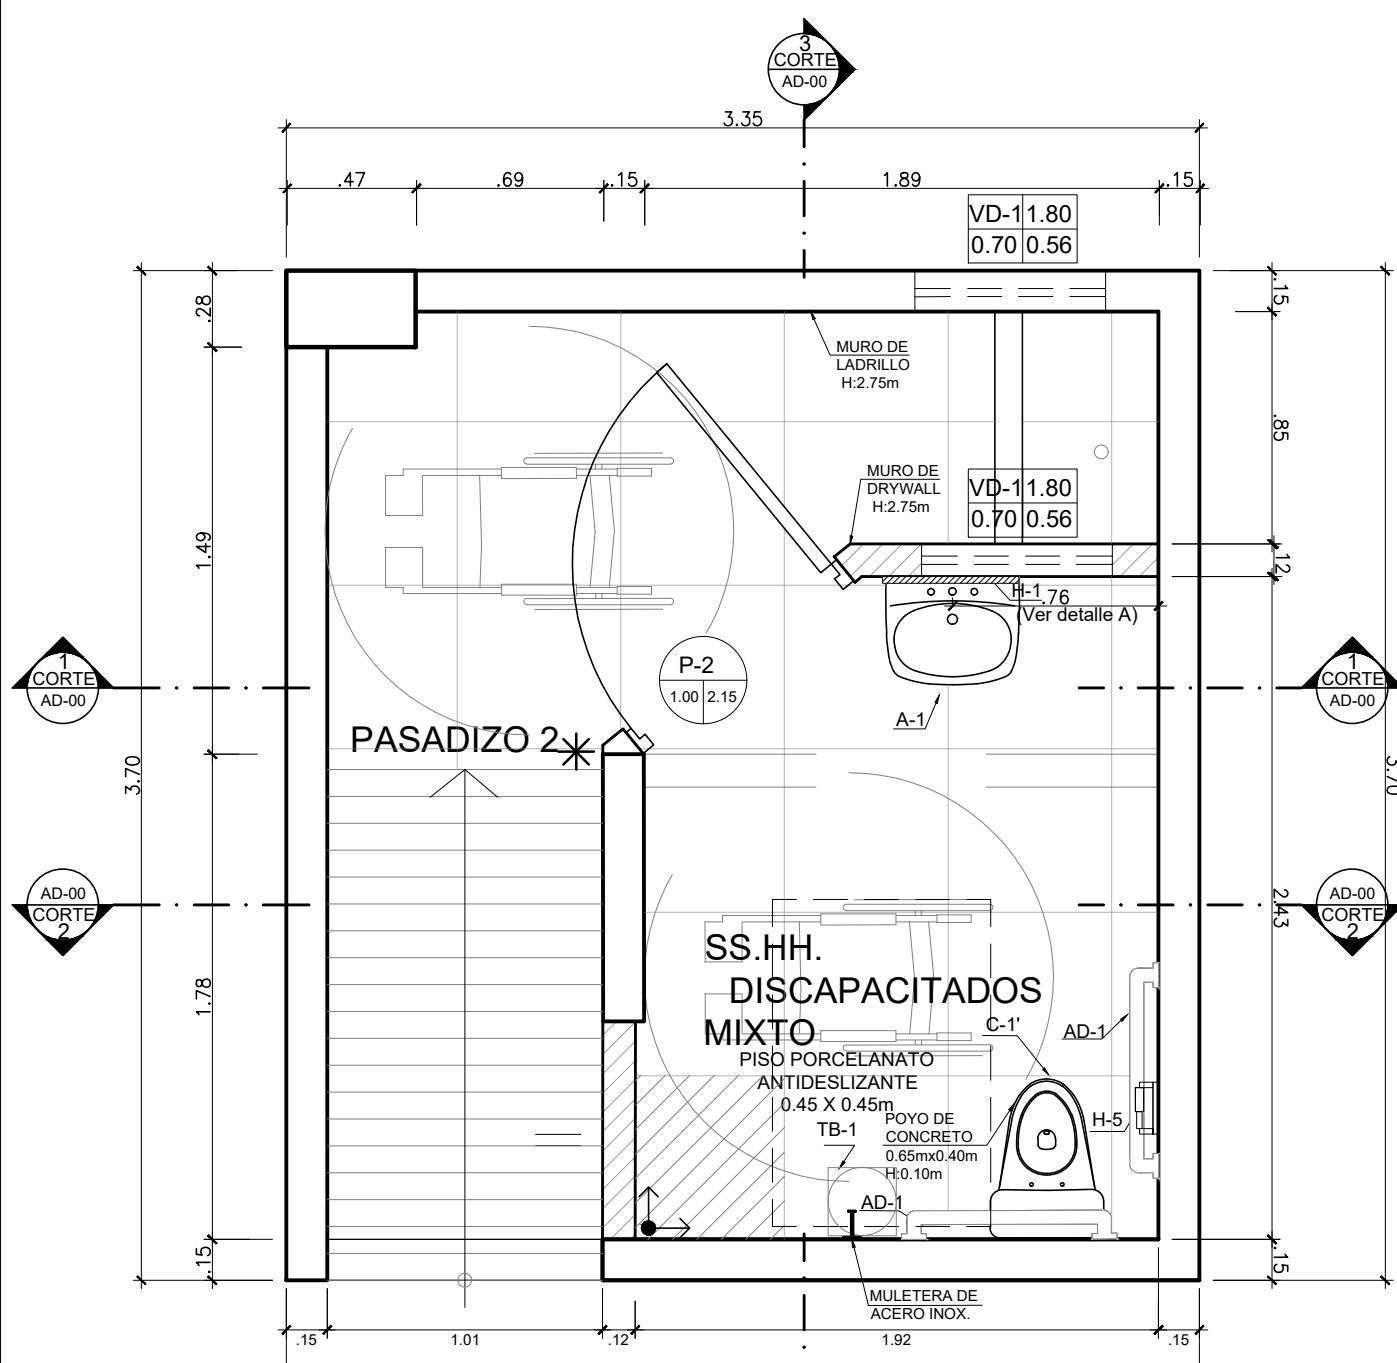 3
CORTE
AD-00
3.35
.47
.69
.15
1.89
.15
VD-1 1.80
0.70 0.56
.28
.15
MURO DE
LADRILLO
H:2.75m
.85
MURO DE
DRYWALL
H:2.75m
VD-1 1.80
0.70 0.56
1.49
.12
H-1
.76
(Ver detalle A)
1
CORTE
AD-00
P-2
1.00 2.15
1
CORTE
AD-00
A-1
PASADIZO 2
3.70
3.70
AD-00
CORTE
2
2.43
AD-00
CORTE
2
1.78
SS.HH.
DISCAPACITADOS
MIXTO
C-1'
AD-1
PISO PORCELANATO
ANTIDESLIZANTE
0.45 X 0.45m
TB-1
POYO DE
CONCRETO
0.65mx0.40m
H:0.10m
H-5
AD-1
.15
.15
MULETERA DE
ACERO INOX.
.15
1.01
.12
1.92
.15